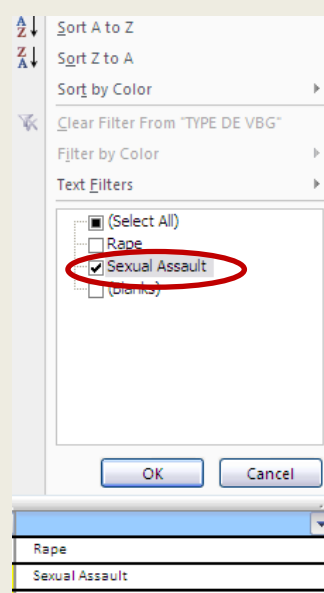 Sort A to Z
Sort Z to A
Sort by Color
Clear Filter From "TYPE DE VBG"
Filter by Color
Text Filters
(Select All)
Rape
Sexual Assault
(Blanks)
OK Cancel
Rape
Sexual Assault